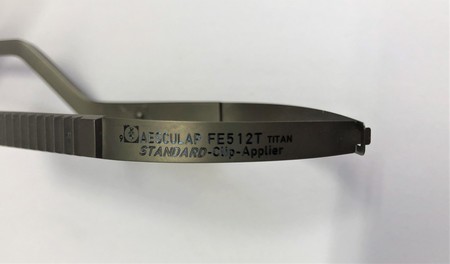 AESCULAP FE512T TITAN
STANDARD-Clip-Applier